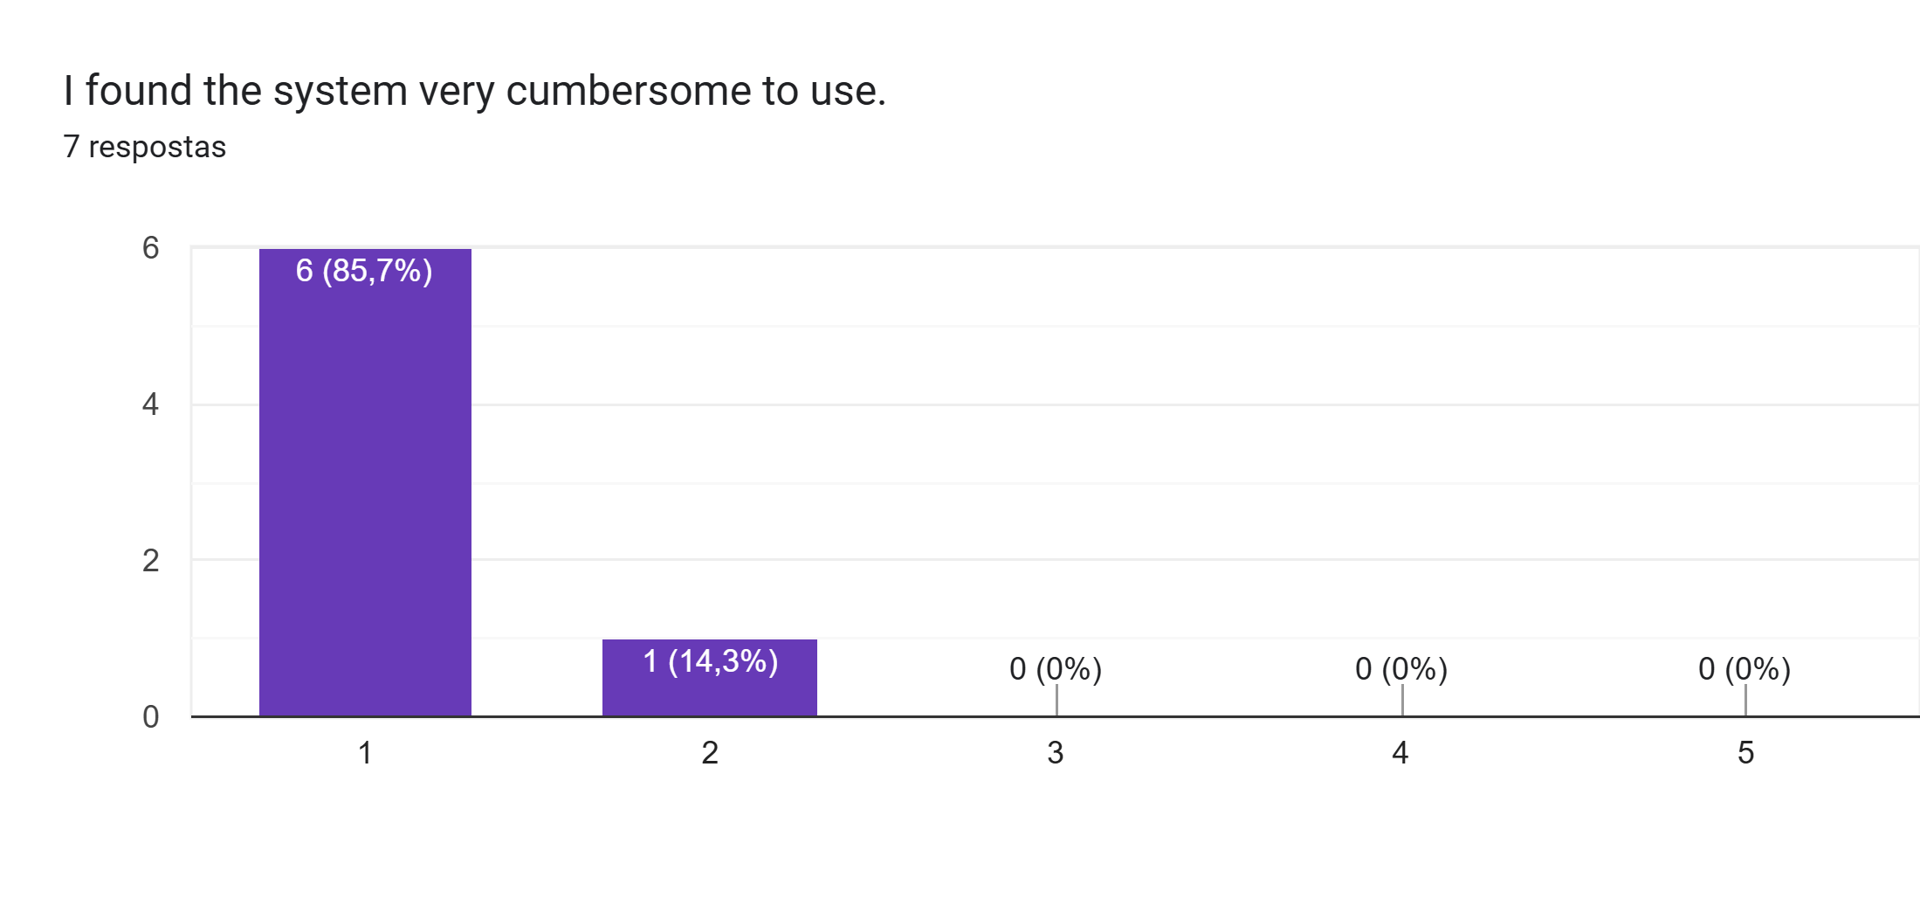 I found the system very cumbersome to use.
7 respostas
6
6 (85,7%)
4
2
1 (14,3%)
0 (0%) 0 (0%) 0 (0%)
0
1 2 3 4 5